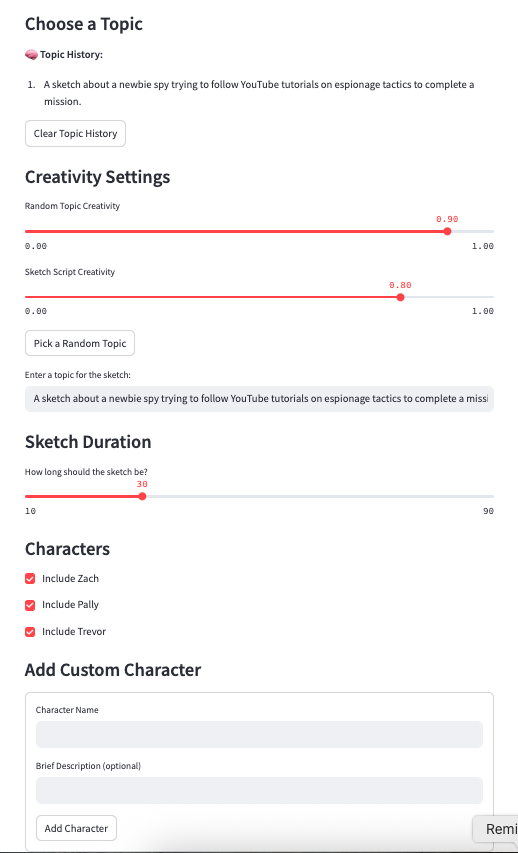 Choose a Topic
🧠 Topic History:
1. A sketch about a newbie spy trying to follow YouTube tutorials on espionage tactics to complete a
mission.
Clear Topic History
Creativity Settings
Random Topic Creativity
0.90
0.00 1.00
Sketch Script Creativity
0.80
0.00 1.00
Pick a Random Topic
Enter a topic for the sketch:
A sketch about a newbie spy trying to follow YouTube tutorials on espionage tactics to complete a missi
Sketch Duration
How long should the sketch be?
30
10 90
Characters
Include Zach
Include Pally
Include Trevor
Add Custom Character
Character Name
Brief Description (optional)
Add Character
Remi